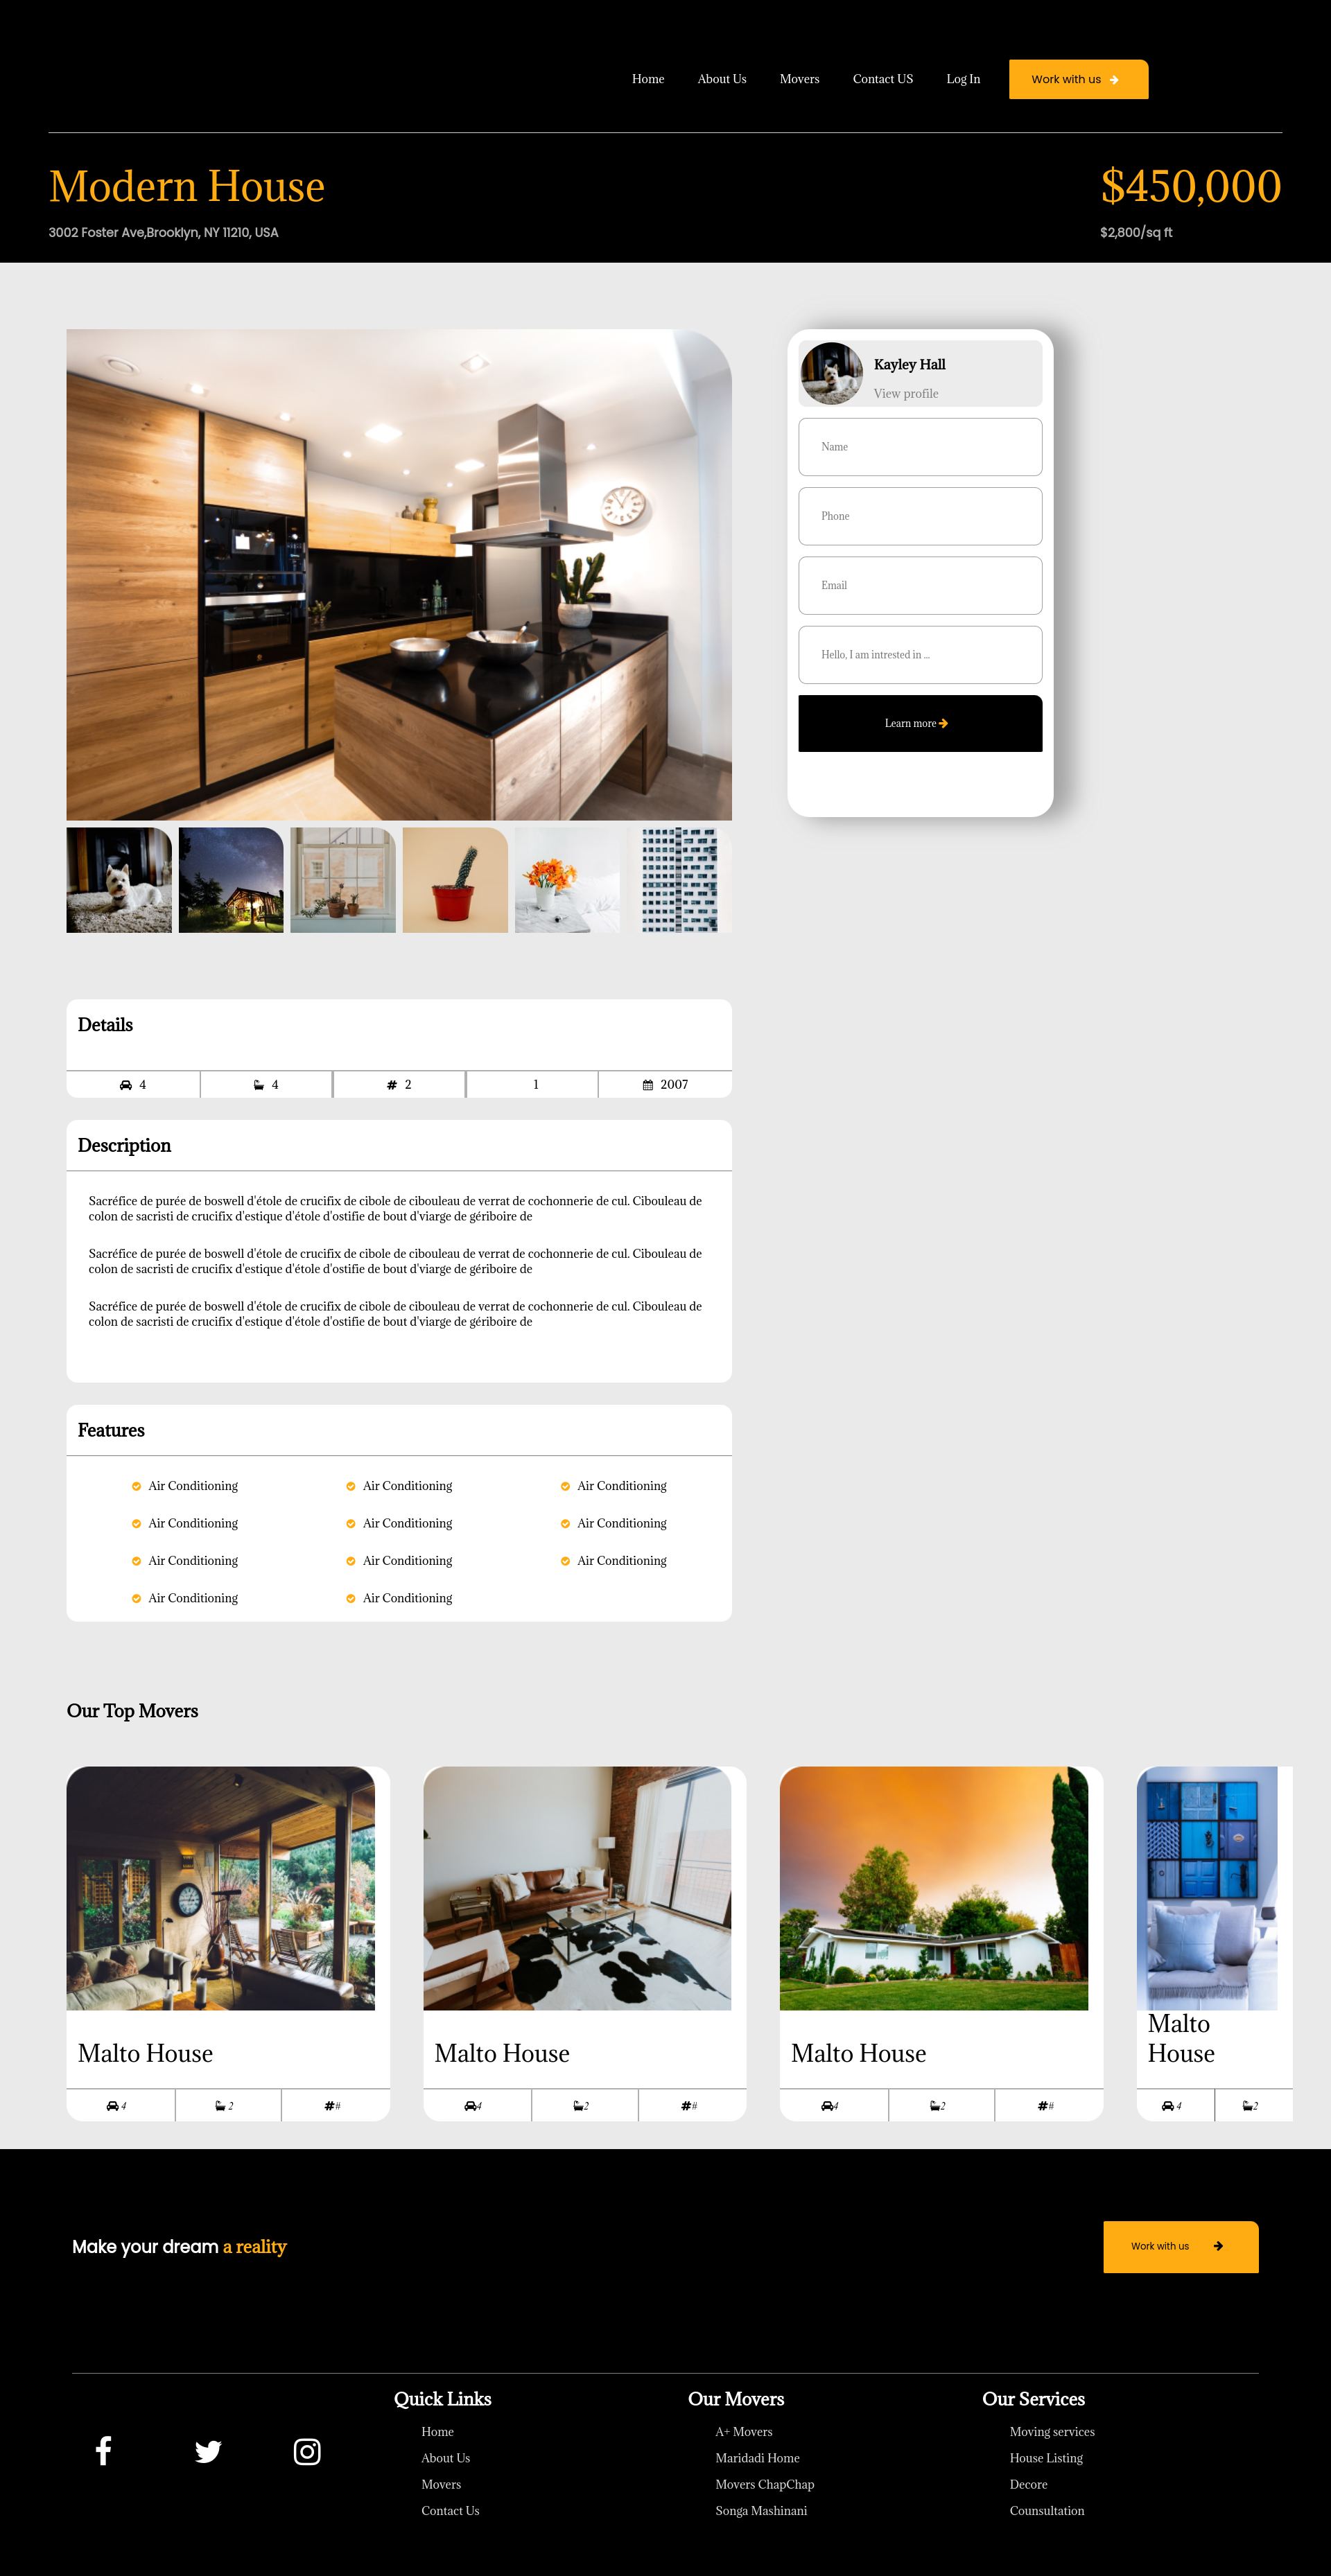 Home About Us Movers Contact US Log In Work with us
Modern House
$450,000
3002 Foster Ave,Brooklyn, NY 11210, USA
$2,800/sq ft
Kayley Hall
View profile
Name
Phone
Email
Hello, I am intrested in ...
Learn more
Details
4 4 2 1 2007
Description
Sacréfice de purée de boswell d'étole de crucifix de cibole de cibouleau de verrat de cochonnerie de cul. Cibouleau de
colon de sacristi de crucifix d'estique d'étole d'ostifie de bout d'viarge de gériboire de
Sacréfice de purée de boswell d'étole de crucifix de cibole de cibouleau de verrat de cochonnerie de cul. Cibouleau de
colon de sacristi de crucifix d'estique d'étole d'ostifie de bout d'viarge de gériboire de
Sacréfice de purée de boswell d'étole de crucifix de cibole de cibouleau de verrat de cochonnerie de cul. Cibouleau de
colon de sacristi de crucifix d'estique d'étole d'ostifie de bout d'viarge de gériboire de
Features
Air Conditioning Air Conditioning Air Conditioning
Air Conditioning Air Conditioning Air Conditioning
Air Conditioning Air Conditioning Air Conditioning
Air Conditioning Air Conditioning
Our Top Movers
Malto House
4 2 #
Malto House
4 2 #
Malto House
4 2 #
Malto
House
4 2
Make your dream a reality
Work with us
Quick Links
Home
About Us
Movers
Contact Us
Our Movers
A+ Movers
Maridadi Home
Movers ChapChap
Songa Mashinani
Our Services
Moving services
House Listing
Decore
Counsultation